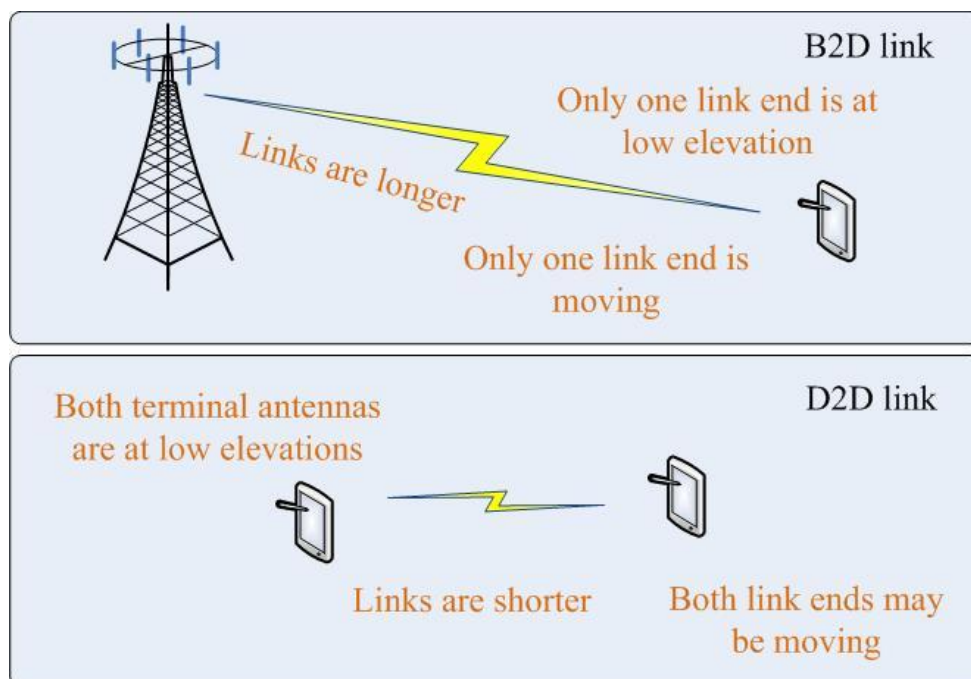 B2D link
Only one link end is at
low elevation
Links are longer
Only one link end is
moving
D2D link
Both terminal antennas
are at low elevations
Links are shorter
Both link ends may
be moving